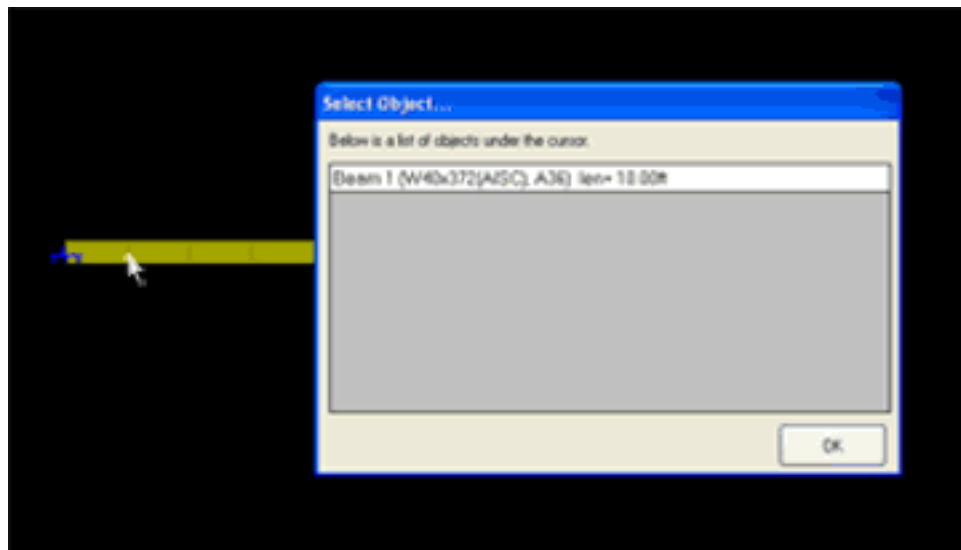 Select Object...
Below is a list of objects under the cursor.
Beam 1 (W40x372(AISC), A36) len= 10.00ft
OK